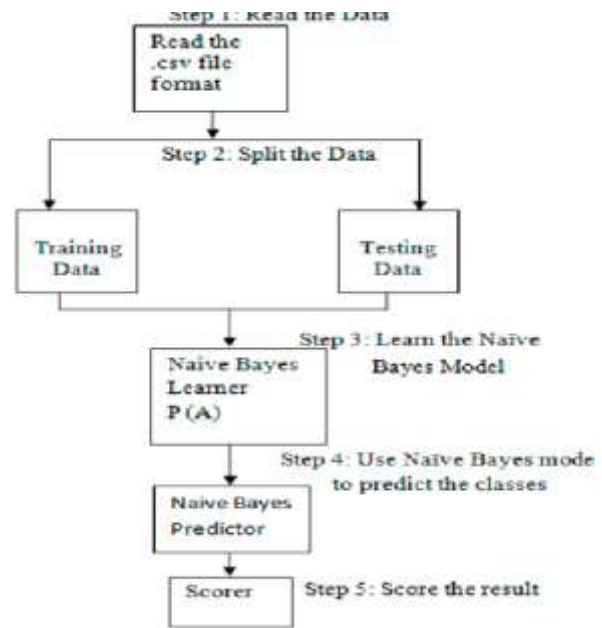 Step 1: Read the Data
Read the
.csv file
format
Step 2: Split the Data
Training
Data
Testing
Data
Step 3: Learn the Naïve
Bayes Model
Naive Bayes
Learner
P (A)
Step 4: Use Naïve Bayes mode
to predict the classes
Naive Bayes
Predictor
Scorer
Step 5: Score the result